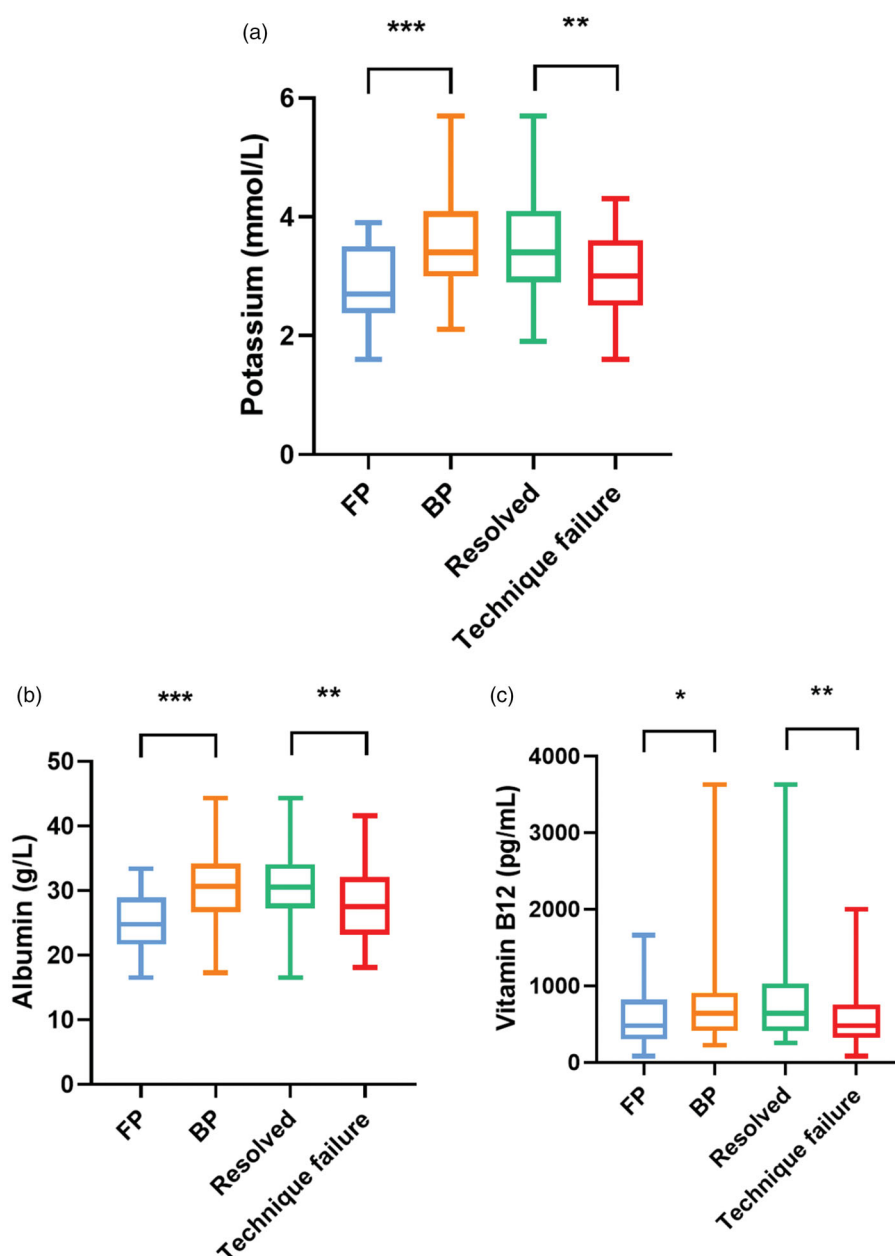 (a)
***
**
Potassium (mmol/L)
6
4
2
0
FP
BP
Resolved
Technique failure
(b)
***
**
Albumin (g/L)
50
40
30
20
10
0
FP
BP
Resolved
Technique failure
(c)
*
**
Vitamin B12 (pg/mL)
4000
3000
2000
1000
0
FP
BP
Resolved
Technique failure